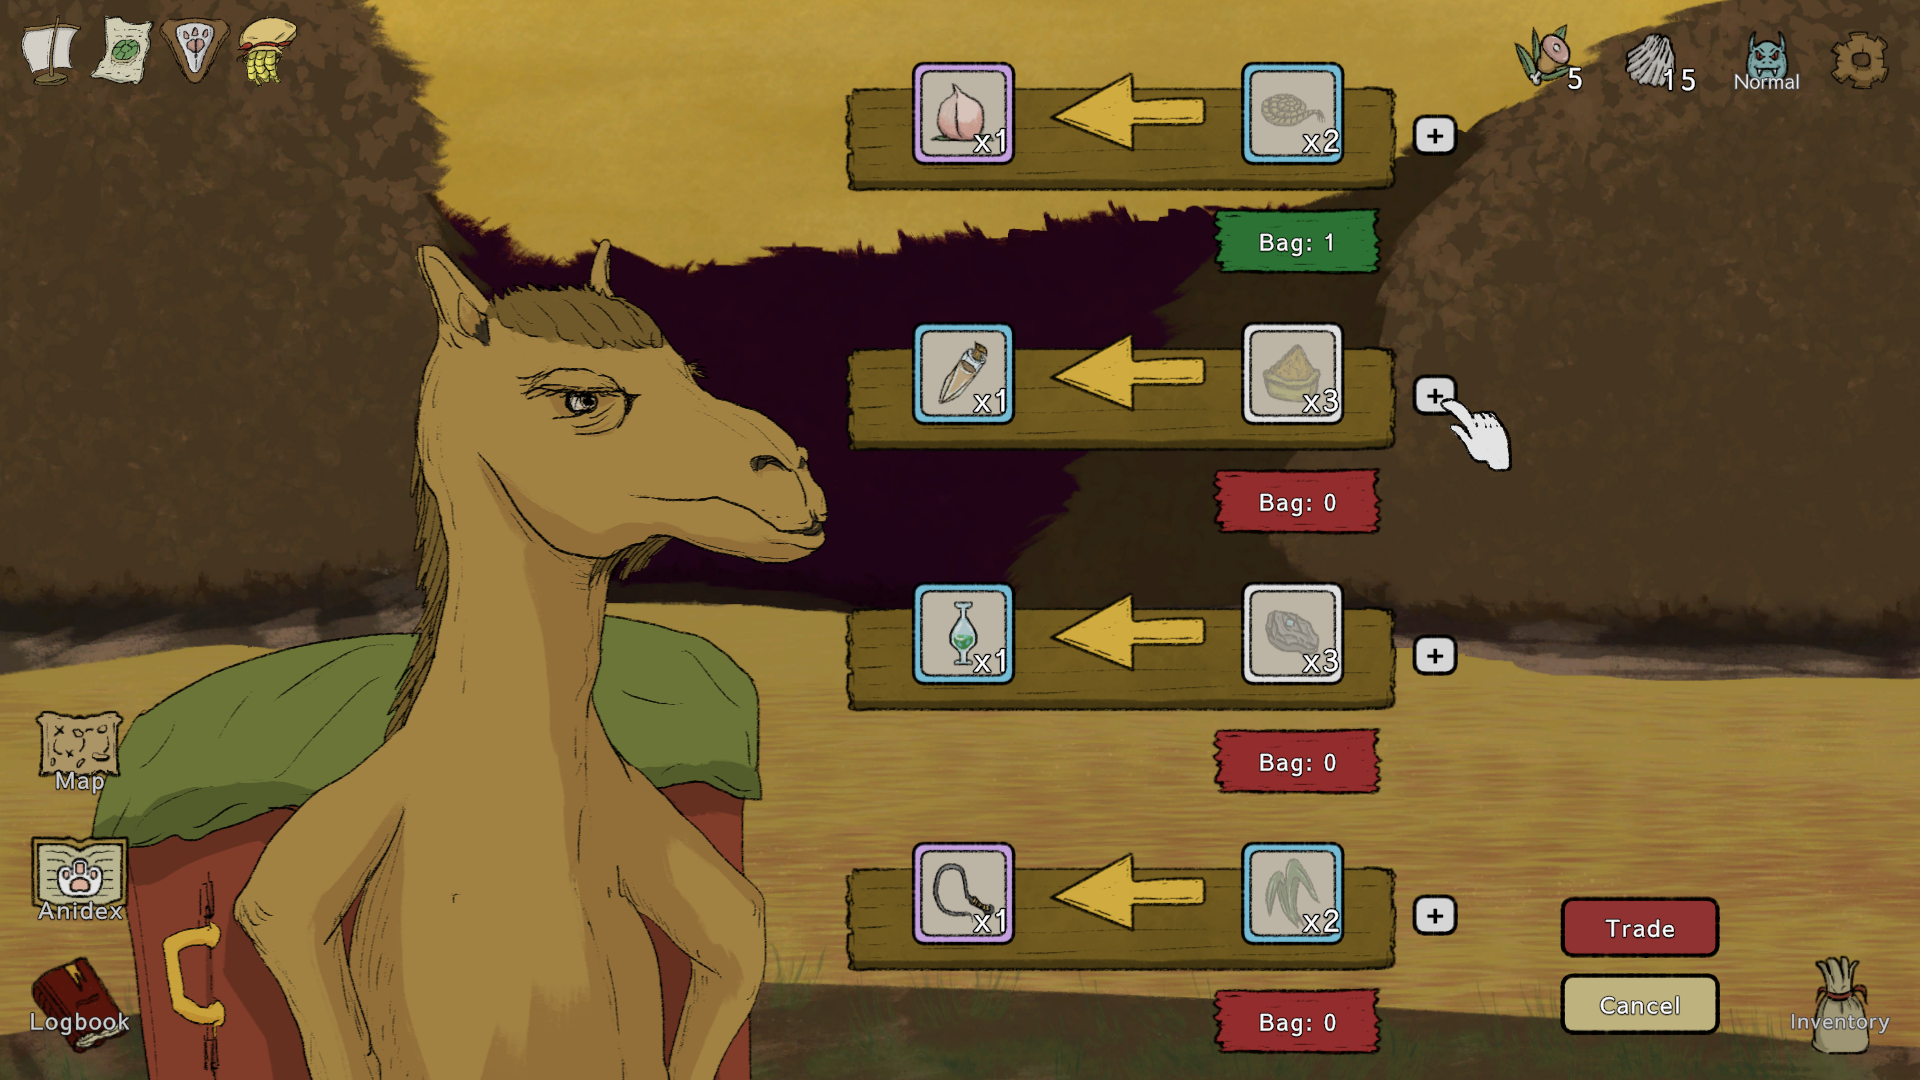 5
15
Normal
x1
x2
+
Bag: 1
x1
x3
+
Bag: 0
x1
x3
+
Bag: 0
x1
x2
+
Bag: 0
Map
Anidex
Logbook
Trade
Cancel
Inventory